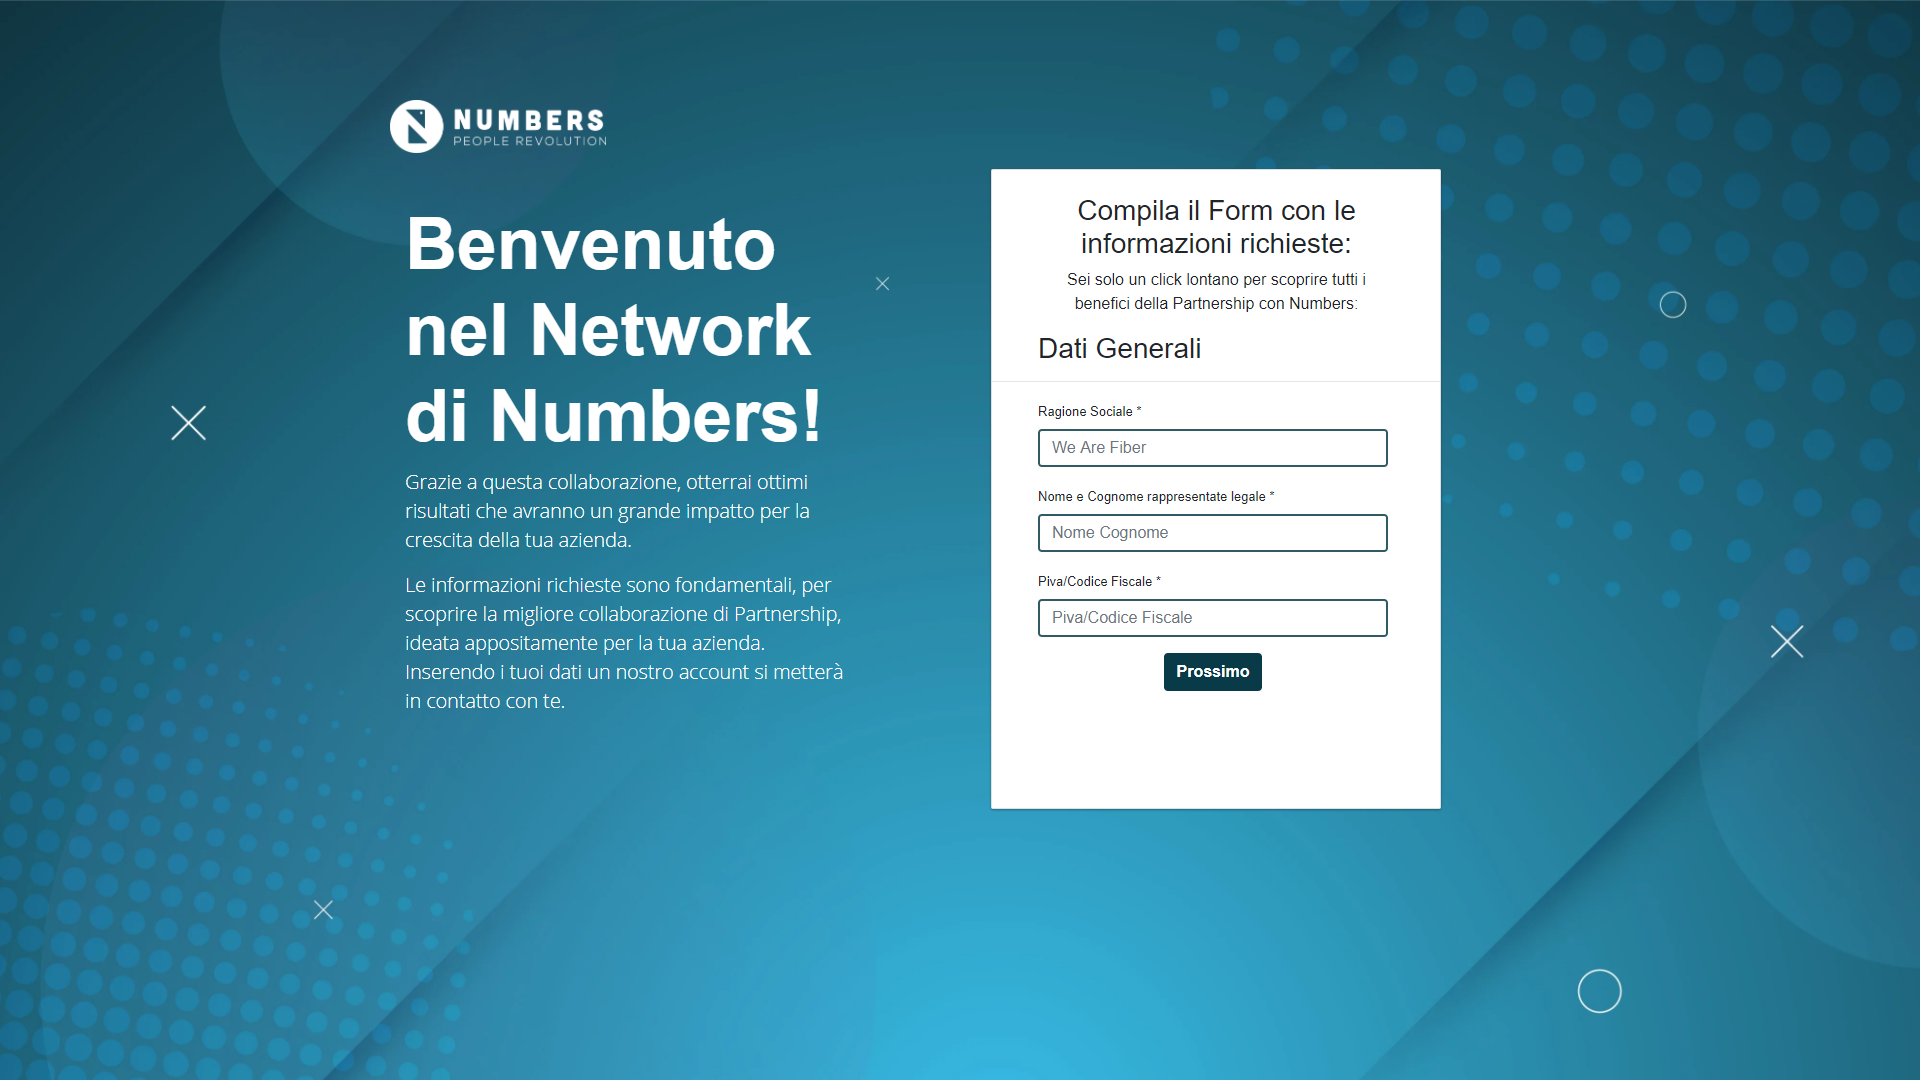 NUMBERS
PEOPLE REVOLUTION
Benvenuto
nel Network
di Numbers!
Grazie a questa collaborazione, otterrai ottimi
risultati che avranno un grande impatto per la
crescita della tua azienda.
Le informazioni richieste sono fondamentali, per
scoprire la migliore collaborazione di Partnership,
ideata appositamente per la tua azienda.
Inserendo i tuoi dati un nostro account si metterà
in contatto con te.
Compila il Form con le
informazioni richieste:
Sei solo un click lontano per scoprire tutti i
benefici della Partnership con Numbers:
Dati Generali
Ragione Sociale *
We Are Fiber
Nome e Cognome rappresentate legale *
Nome Cognome
Piva/Codice Fiscale *
Piva/Codice Fiscale
Prossimo